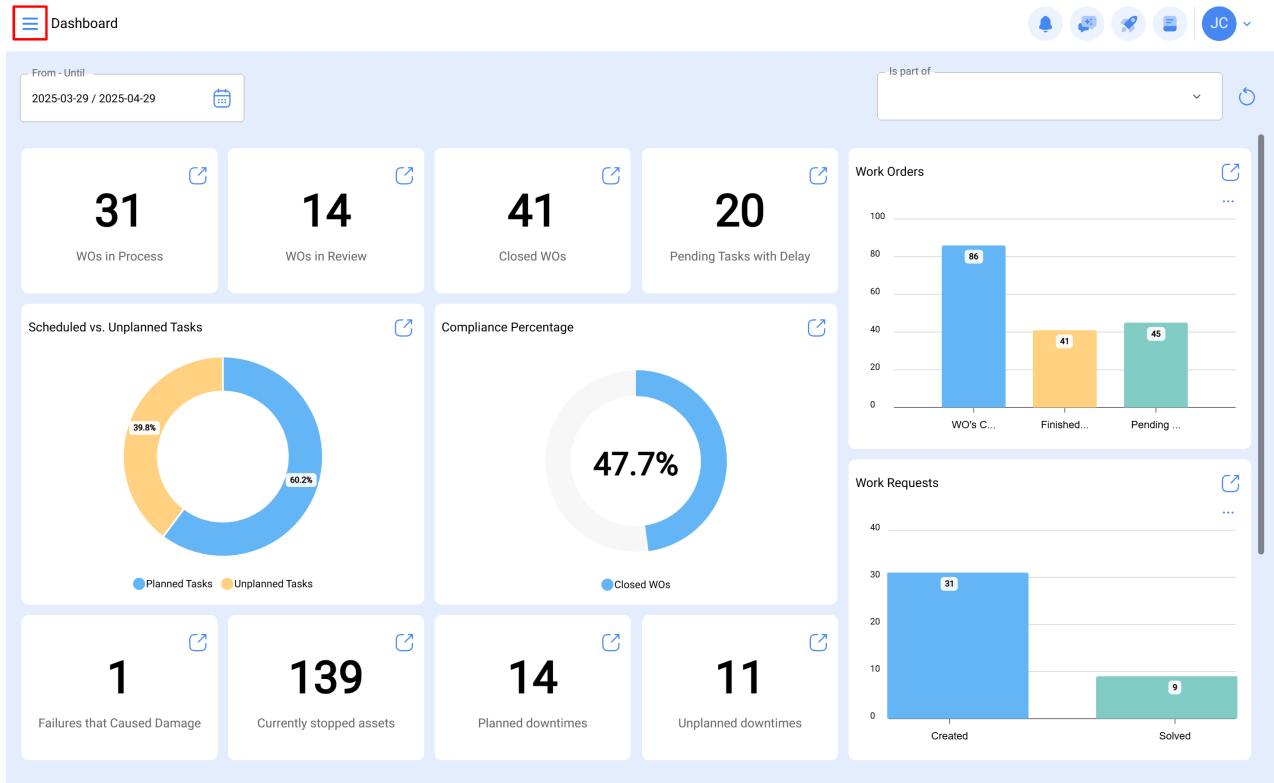 Dashboard
JC
From - Until
2025-03-29 / 2025-04-29
Is part of
31
WOs in Process
14
WOs in Review
41
Closed WOs
20
Pending Tasks with Delay
Scheduled vs. Unplanned Tasks
39.8%
60.2%
Planned Tasks
Unplanned Tasks
Compliance Percentage
47.7%
Closed WOs
1
Failures that Caused Damage
139
Currently stopped assets
14
Planned downtimes
11
Unplanned downtimes
Work Orders
...
100
80
60
40
20
0
86
41
45
WO's C...
Finished...
Pending ...
Work Requests
...
40
30
20
10
0
31
9
Created
Solved